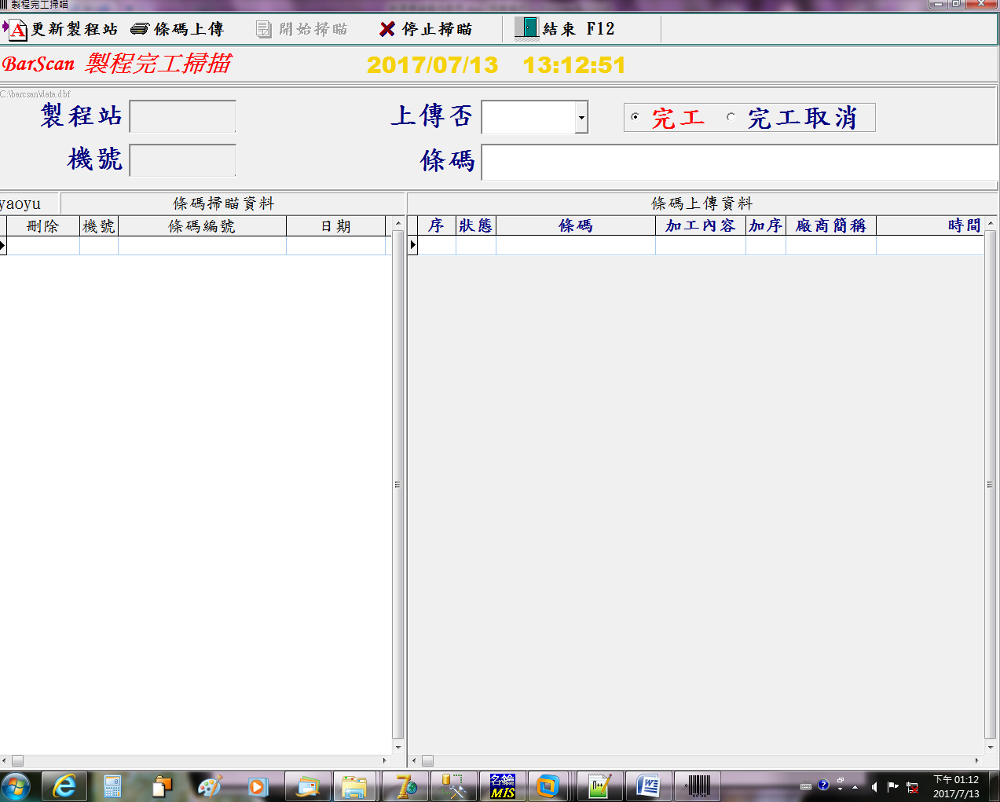 製程完工掃瞄
更新製程站 條碼上傳 開始掃瞄 停止掃瞄 結束 F12
BarScan 製程完工掃描 2017/07/13 13:12:51
C:\barcsan\data.dbf
製程站 上傳否 完工 完工取消
機號 條碼
yaoyu 條碼掃瞄資料 條碼上傳資料
刪除 機號 條碼編號 日期 序 狀態 條碼 加工內容 加序 廠商簡稱 時間
名倫
MIS
下午 01:12
2017/7/13